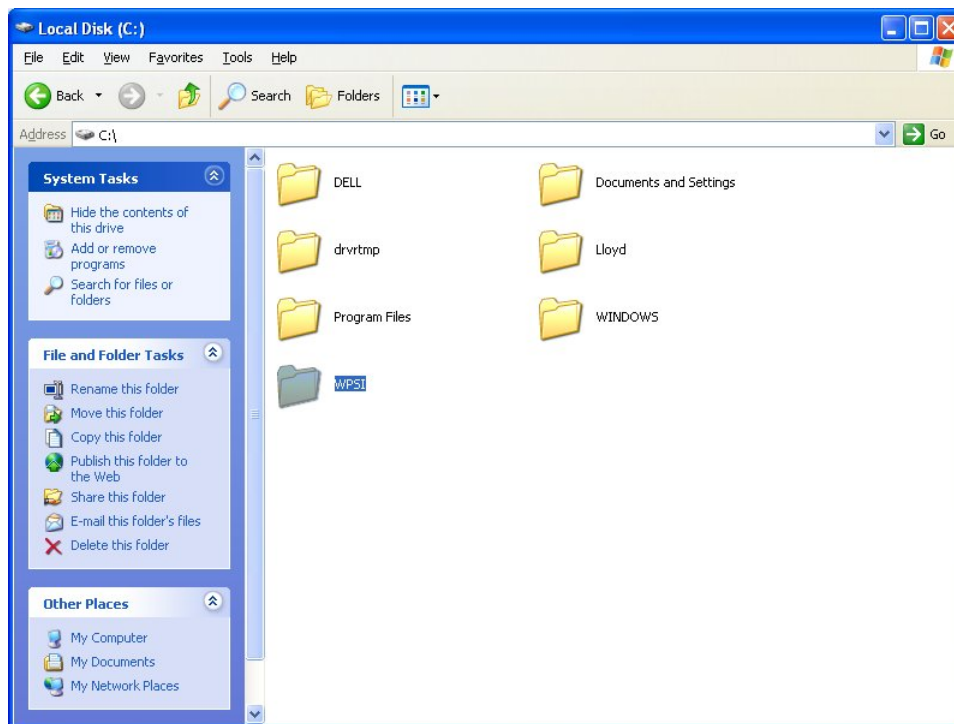 Local Disk (C:)
File Edit View Favorites Tools Help
Back Search Folders
Address C:\ Go
System Tasks
Hide the contents of
this drive
Add or remove
programs
Search for files or
folders
File and Folder Tasks
Rename this folder
Move this folder
Copy this folder
Publish this folder to
the Web
Share this folder
E-mail this folder's files
Delete this folder
Other Places
My Computer
My Documents
My Network Places
DELL Documents and Settings
drvrtmp Lloyd
Program Files WINDOWS
WPSI